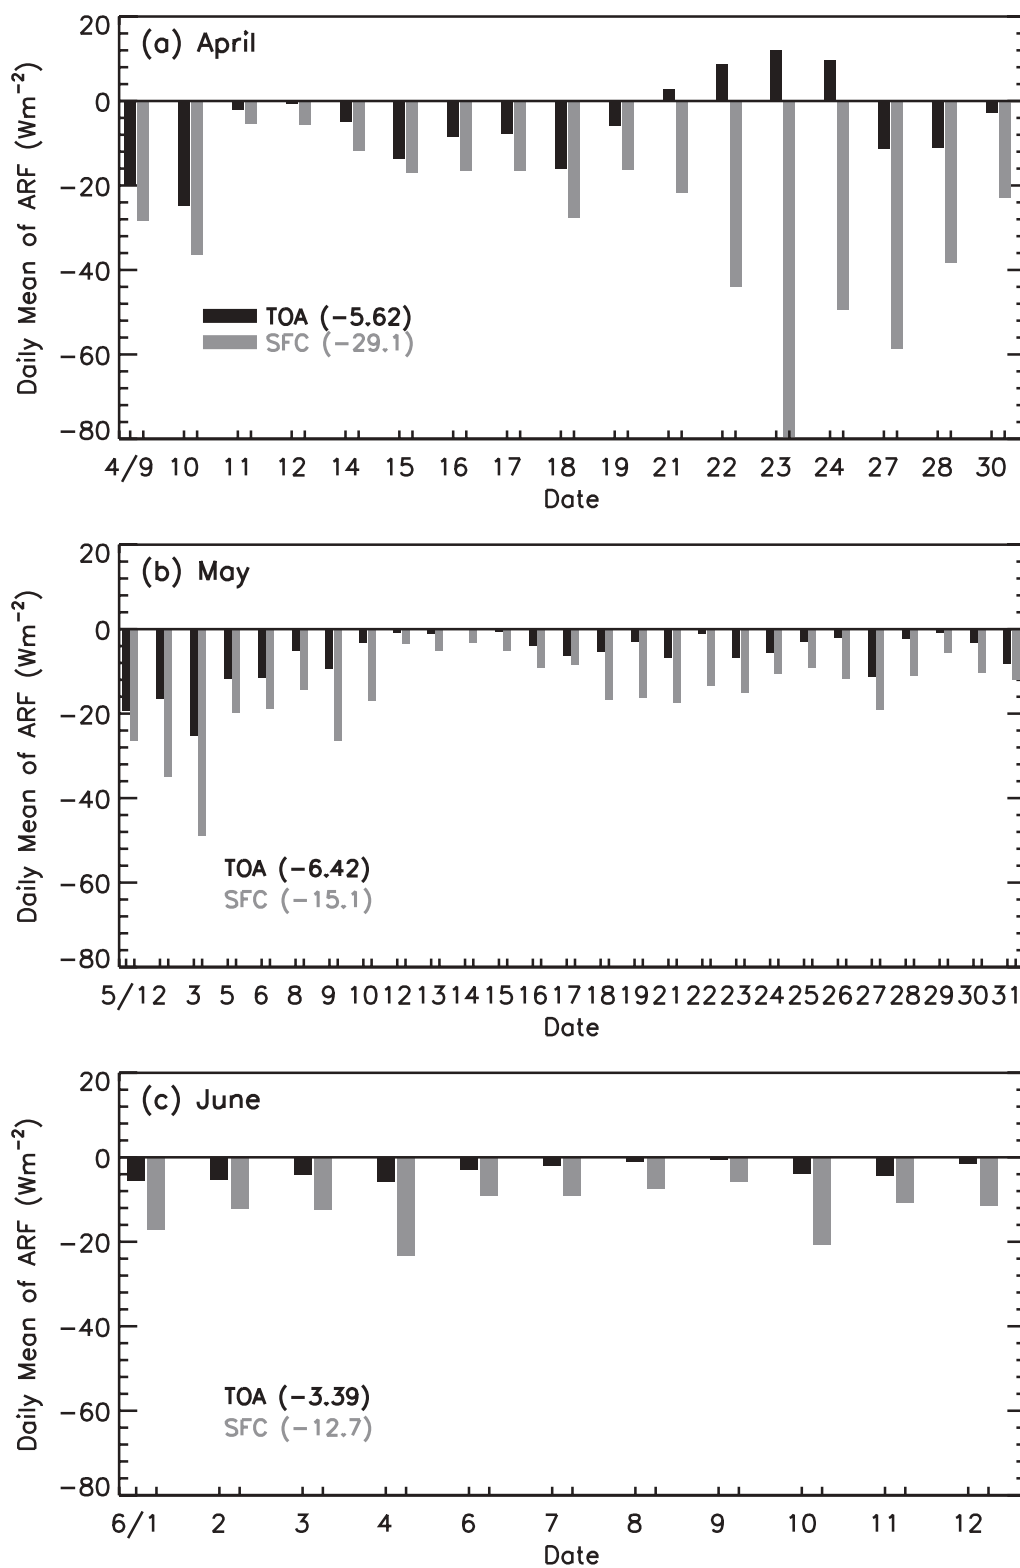 (a) April
Daily Mean of ARF (Wm−2)
20
0
−20
−40
−60
−80
TOA (−5.62)
SFC (−29.1)
4/9 10 11 12 14 15 16 17 18 19 21 22 23 24 27 28 30
Date
(b) May
Daily Mean of ARF (Wm−2)
20
0
−20
−40
−60
−80
TOA (−6.42)
SFC (−15.1)
5/1 2 3 5 6 8 9 10 12 13 14 15 16 17 18 19 21 22 23 24 25 26 27 28 29 30 31
Date
(c) June
Daily Mean of ARF (Wm−2)
20
0
−20
−40
−60
−80
TOA (−3.39)
SFC (−12.7)
6/1 2 3 4 6 7 8 9 10 11 12
Date